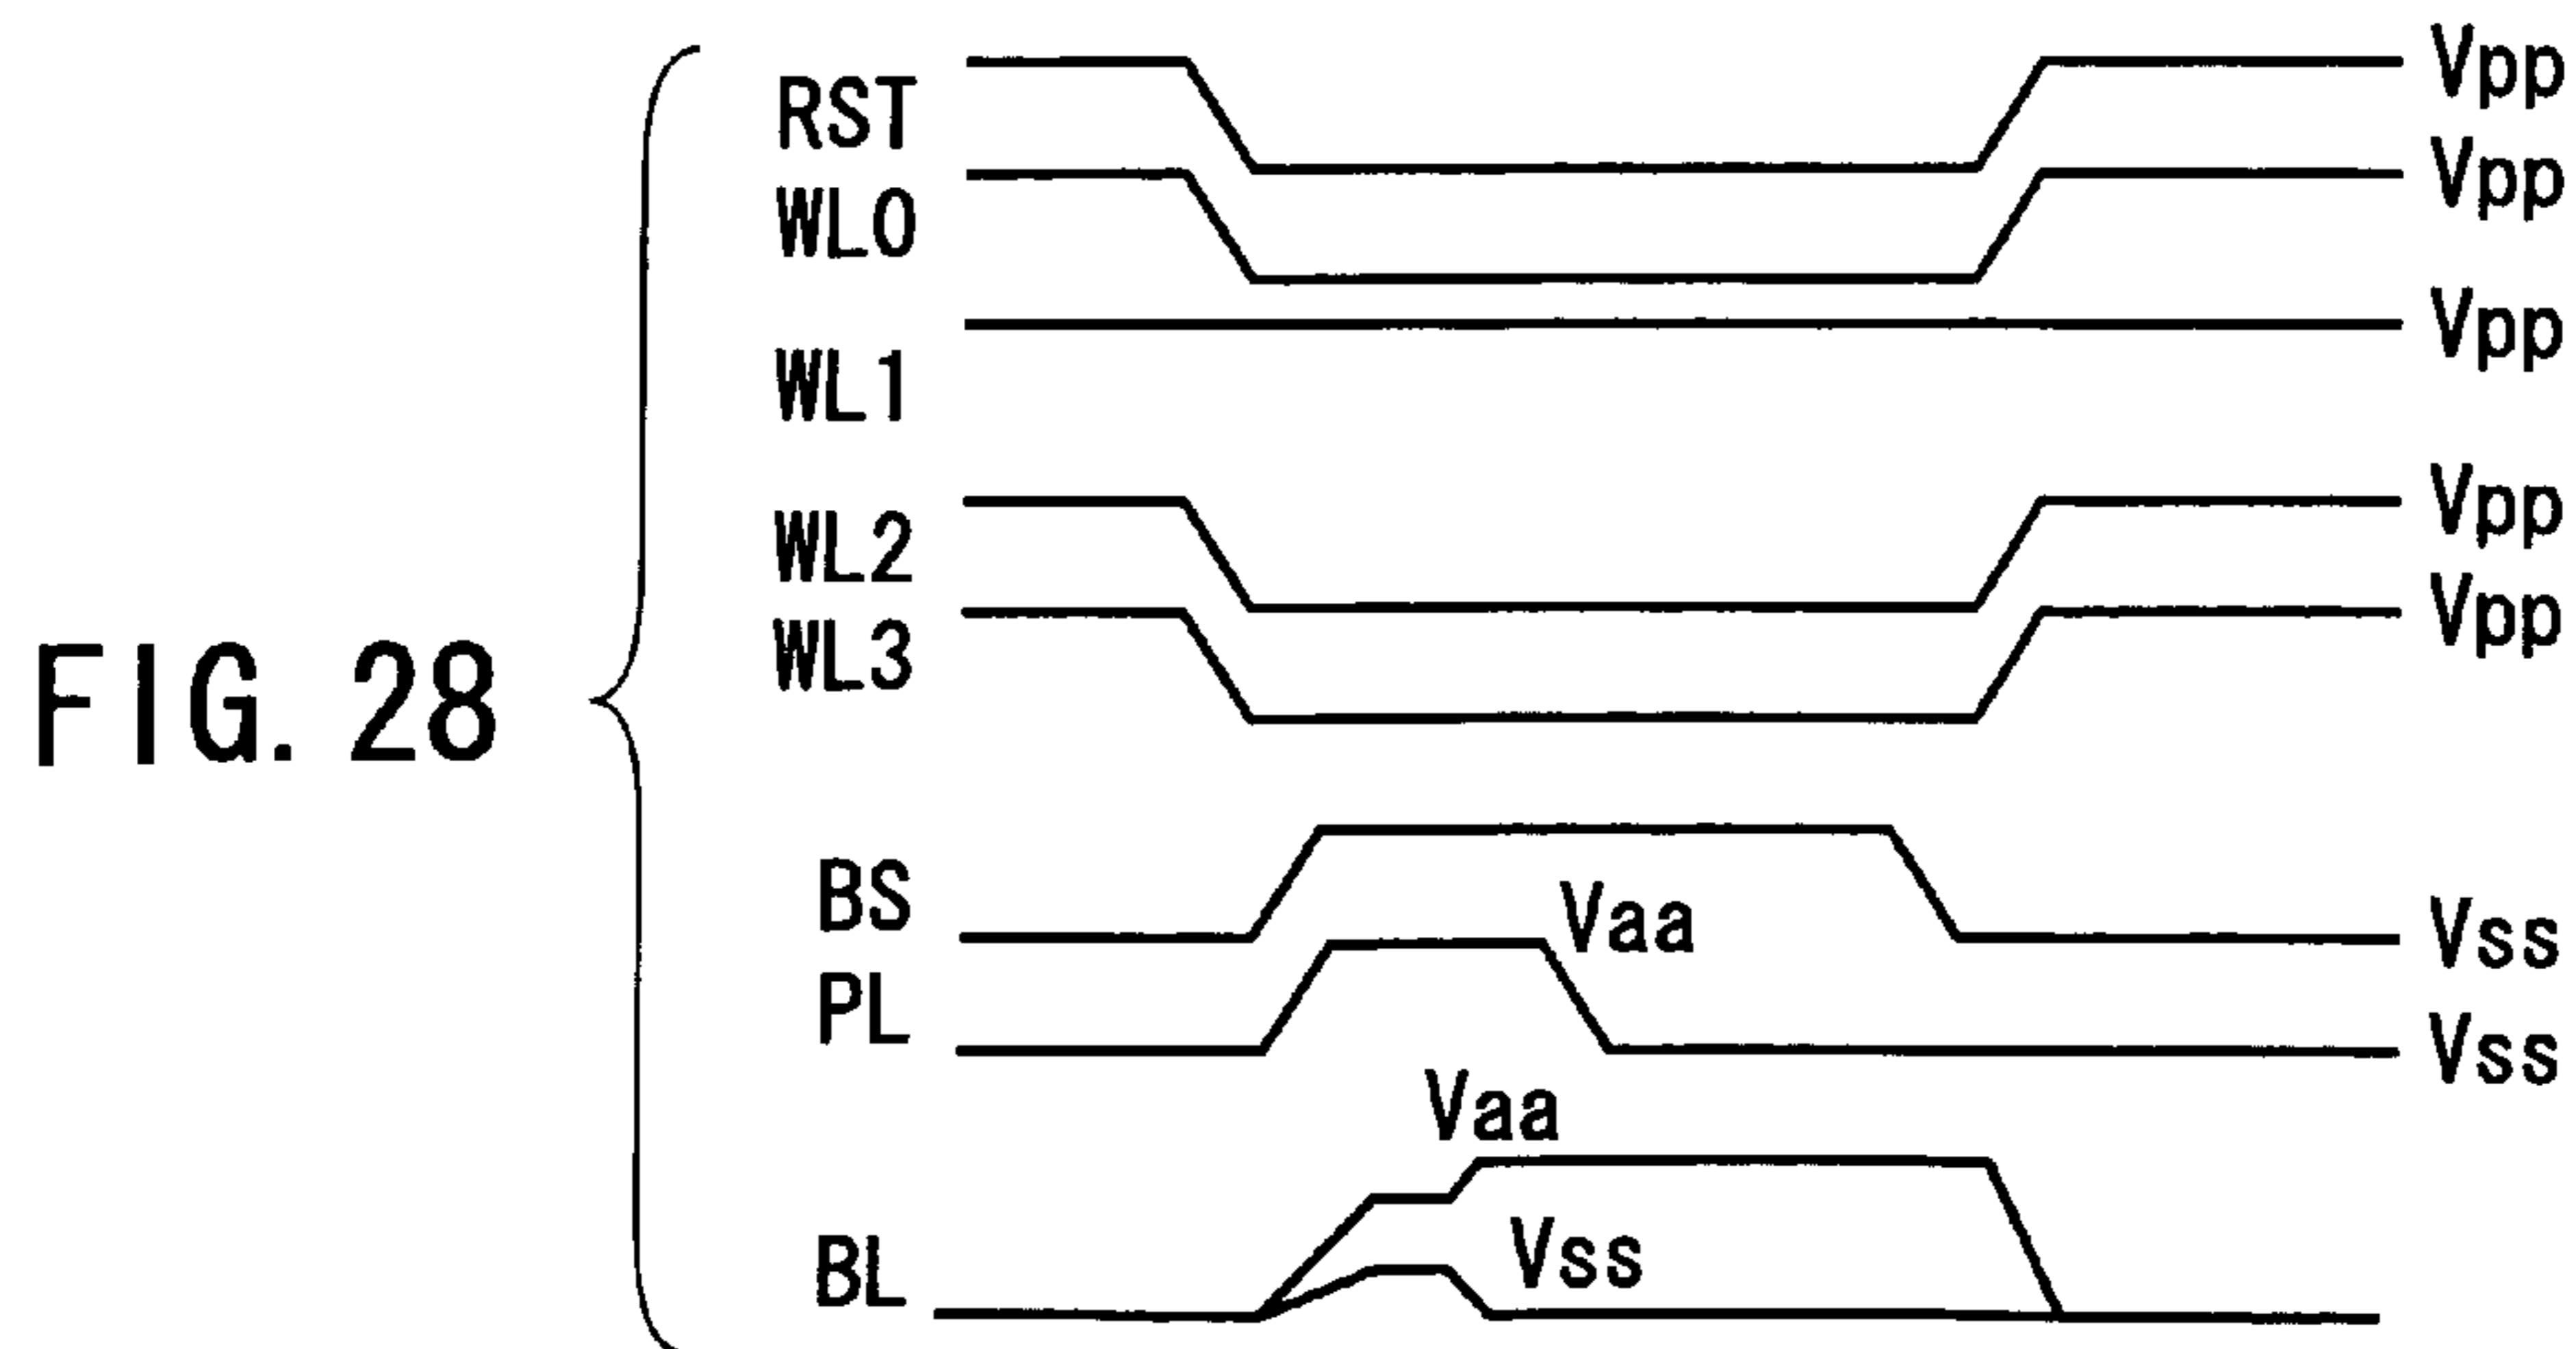 FIG. 28
RST Vpp
WL0 Vpp
WL1 Vpp
WL2 Vpp
WL3 Vpp
BS Vss
Vaa
PL Vss
Vaa
BL Vss